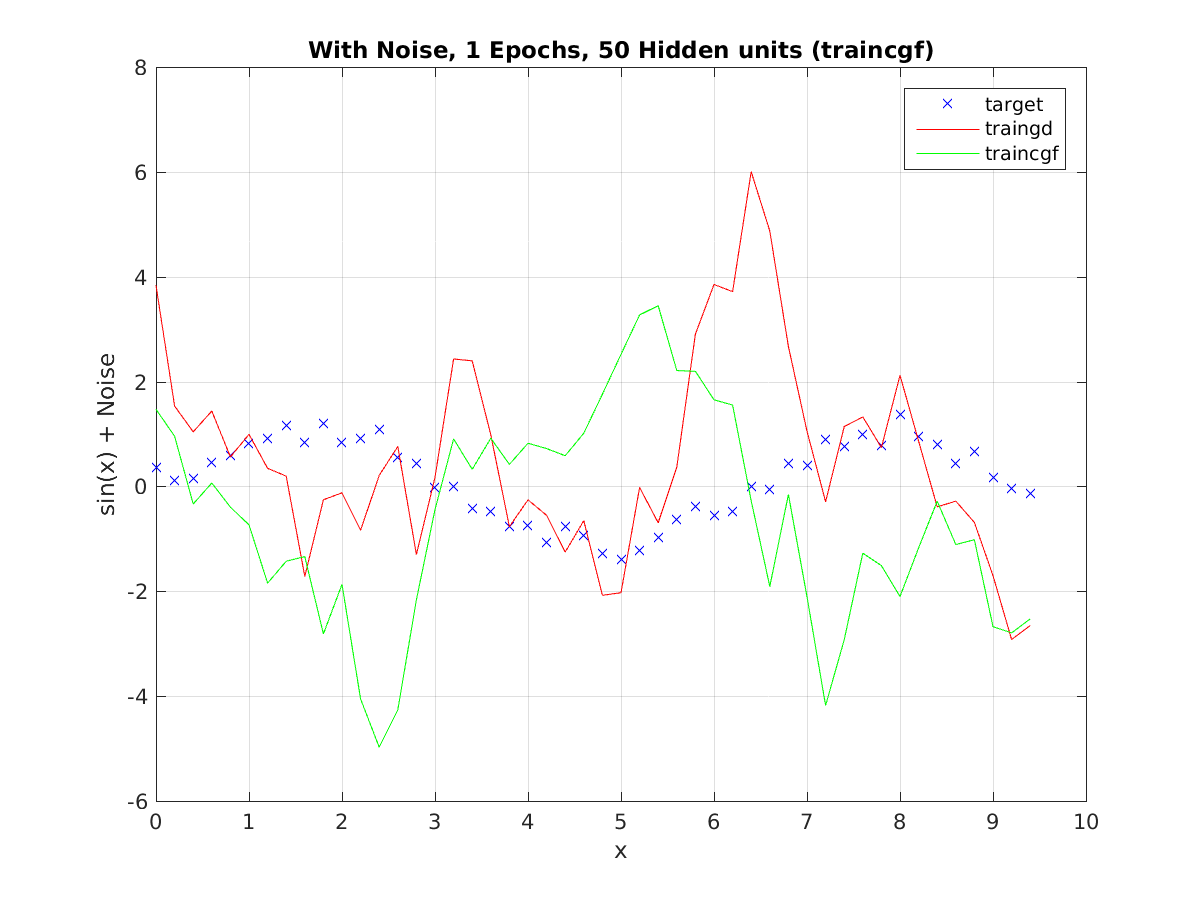 With Noise, 1 Epochs, 50 Hidden units (traincgf)
8
6
4
2
0
-2
-4
-6
sin(x) + Noise
target
traingd
traincgf
0 1 2 3 4 5 6 7 8 9 10
x